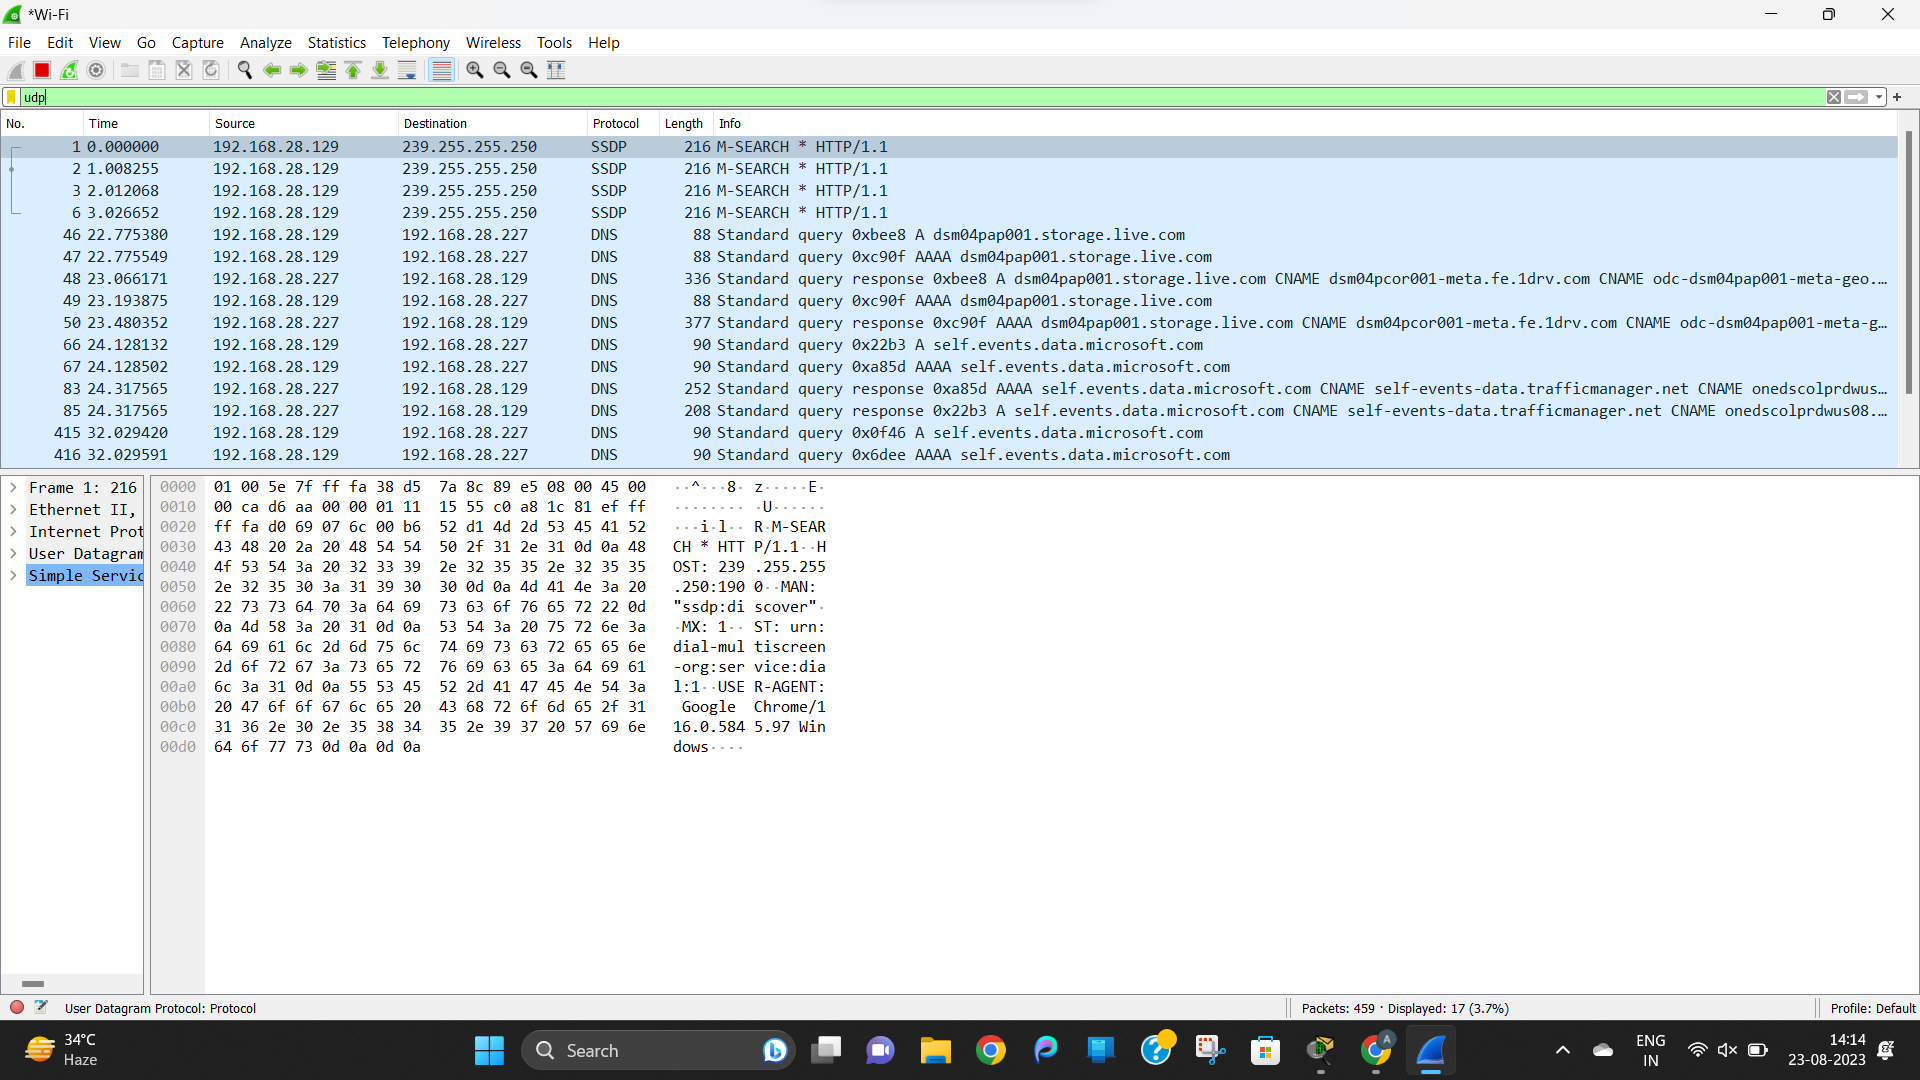 *Wi-Fi
File Edit View Go Capture Analyze Statistics Telephony Wireless Tools Help
udp
No. Time Source Destination Protocol Length Info
1 0.000000 192.168.28.129 239.255.255.250 SSDP 216 M-SEARCH * HTTP/1.1
2 1.008255 192.168.28.129 239.255.255.250 SSDP 216 M-SEARCH * HTTP/1.1
3 2.012068 192.168.28.129 239.255.255.250 SSDP 216 M-SEARCH * HTTP/1.1
6 3.026652 192.168.28.129 239.255.255.250 SSDP 216 M-SEARCH * HTTP/1.1
46 22.775380 192.168.28.129 192.168.28.227 DNS 88 Standard query 0xbee8 A dsm04pap001.storage.live.com
47 22.775549 192.168.28.129 192.168.28.227 DNS 88 Standard query 0xc90f AAAA dsm04pap001.storage.live.com
48 23.066171 192.168.28.227 192.168.28.129 DNS 336 Standard query response 0xbee8 A dsm04pap001.storage.live.com CNAME dsm04pcor001-meta.fe.1drv.com CNAME odc-dsm04pap001-meta-geo.…
49 23.193875 192.168.28.129 192.168.28.227 DNS 88 Standard query 0xc90f AAAA dsm04pap001.storage.live.com
50 23.480352 192.168.28.227 192.168.28.129 DNS 377 Standard query response 0xc90f AAAA dsm04pap001.storage.live.com CNAME dsm04pcor001-meta.fe.1drv.com CNAME odc-dsm04pap001-meta-g…
66 24.128132 192.168.28.129 192.168.28.227 DNS 90 Standard query 0x22b3 A self.events.data.microsoft.com
67 24.128502 192.168.28.129 192.168.28.227 DNS 90 Standard query 0xa85d AAAA self.events.data.microsoft.com
83 24.317565 192.168.28.227 192.168.28.129 DNS 252 Standard query response 0xa85d AAAA self.events.data.microsoft.com CNAME self-events-data.trafficmanager.net CNAME onedscolprdwus…
85 24.317565 192.168.28.227 192.168.28.129 DNS 208 Standard query response 0x22b3 A self.events.data.microsoft.com CNAME self-events-data.trafficmanager.net CNAME onedscolprdwus08.…
415 32.029420 192.168.28.129 192.168.28.227 DNS 90 Standard query 0x0f46 A self.events.data.microsoft.com
416 32.029591 192.168.28.129 192.168.28.227 DNS 90 Standard query 0x6dee AAAA self.events.data.microsoft.com
Frame 1: 216
Ethernet II,
Internet Prot
User Datagram
Simple Servic
0000 01 00 5e 7f ff fa 38 d5 7a 8c 89 e5 08 00 45 00 ··^···8· z·····E·
0010 00 ca d6 aa 00 00 01 11 15 55 c0 a8 1c 81 ef ff ········ ·U······
0020 ff fa d0 69 07 6c 00 b6 52 d1 4d 2d 53 45 41 52 ···i·l·· R·M-SEAR
0030 43 48 20 2a 20 48 54 54 50 2f 31 2e 31 0d 0a 48 CH * HTT P/1.1··H
0040 4f 53 54 3a 20 32 33 39 2e 32 35 35 2e 32 35 35 OST: 239 .255.255
0050 2e 32 35 30 3a 31 39 30 30 0d 0a 4d 41 4e 3a 20 .250:190 0··MAN:
0060 22 73 73 64 70 3a 64 69 73 63 6f 76 65 72 22 0d "ssdp:di scover"·
0070 0a 4d 58 3a 20 31 0d 0a 53 54 3a 20 75 72 6e 3a ·MX: 1·· ST: urn:
0080 64 69 61 6c 2d 6d 75 6c 74 69 73 63 72 65 65 6e dial-mul tiscreen
0090 2d 6f 72 67 3a 73 65 72 76 69 63 65 3a 64 69 61 -org:ser vice:dia
00a0 6c 3a 31 0d 0a 55 53 45 52 2d 41 47 45 4e 54 3a l:1··USE R-AGENT:
00b0 20 47 6f 6f 67 6c 65 20 43 68 72 6f 6d 65 2f 31 Google Chrome/1
00c0 31 36 2e 30 2e 35 38 34 35 2e 39 37 20 57 69 6e 16.0.584 5.97 Win
00d0 64 6f 77 73 0d 0a 0d 0a dows····
User Datagram Protocol: Protocol
Packets: 459 · Displayed: 17 (3.7%)
Profile: Default
34°C
Haze
Search
A
ENG
IN
14:14
23-08-2023